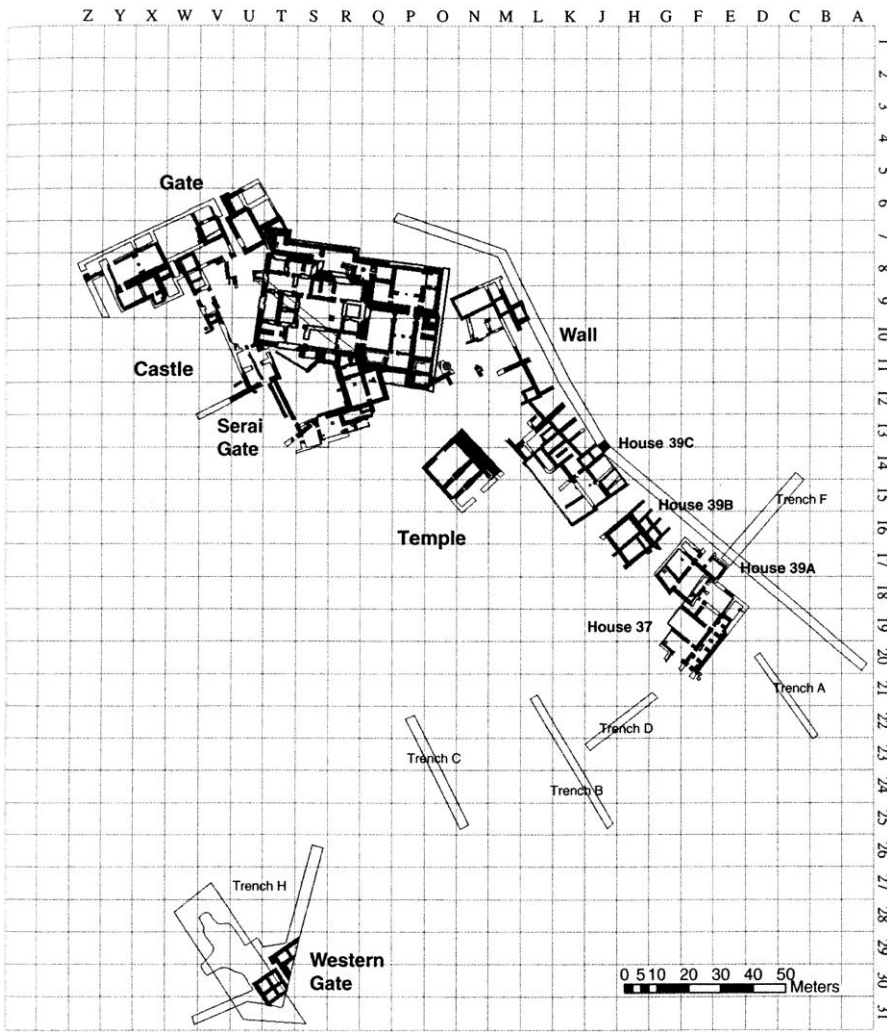 Z Y X W V U T S R Q P O N M L K J H G F E D C B A
1
2
3
4
5
Gate
6
7
8
9
Wall
10
Castle
11
12
Serai
Gate
13
House 39C
14
15
Trench F
House 39B
Temple
16
17
House 39A
18
House 37
19
20
21
Trench A
22
Trench D
23
Trench C
24
Trench B
25
26
27
Trench H
28
29
Western
Gate
30
0 5 10 20 30 40 50
Meters
31